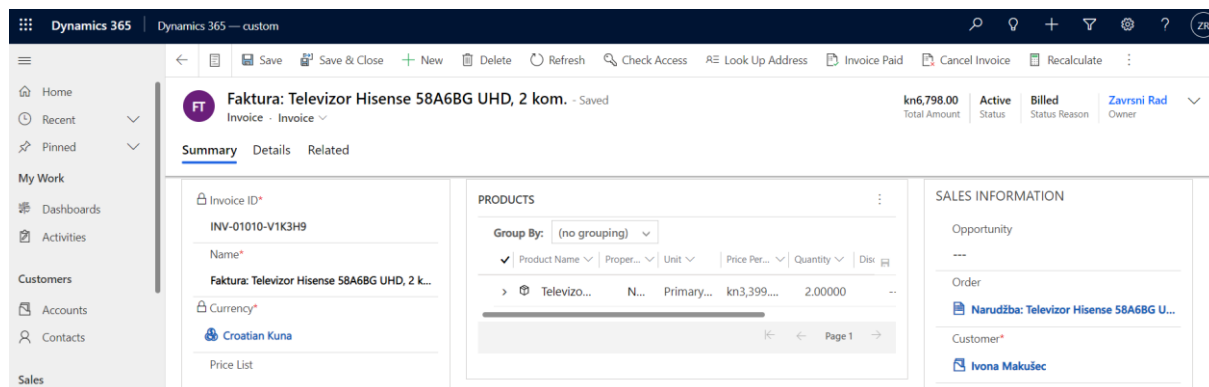 Dynamics 365 Dynamics 365 — custom ZR
Save Save & Close New Delete Refresh Check Access Look Up Address Invoice Paid Cancel Invoice Recalculate
Home
Recent
Pinned
My Work
Dashboards
Activities
Customers
Accounts
Contacts
Sales
FT
Faktura: Televizor Hisense 58A6BG UHD, 2 kom. - Saved
Invoice · Invoice
kn6,798.00 Active Billed Zavrsni Rad
Total Amount Status Status Reason Owner
Summary Details Related
Invoice ID*
INV-01010-V1K3H9
Name*
Faktura: Televizor Hisense 58A6BG UHD, 2 k...
Currency*
Croatian Kuna
Price List
PRODUCTS
Group By: (no grouping)
Product Name Proper... Unit Price Per... Quantity Disc
Televizo... N... Primary... kn3,399.... 2.00000 --
Page 1
SALES INFORMATION
Opportunity
---
Order
Narudžba: Televizor Hisense 58A6BG U...
Customer*
Ivona Makušec